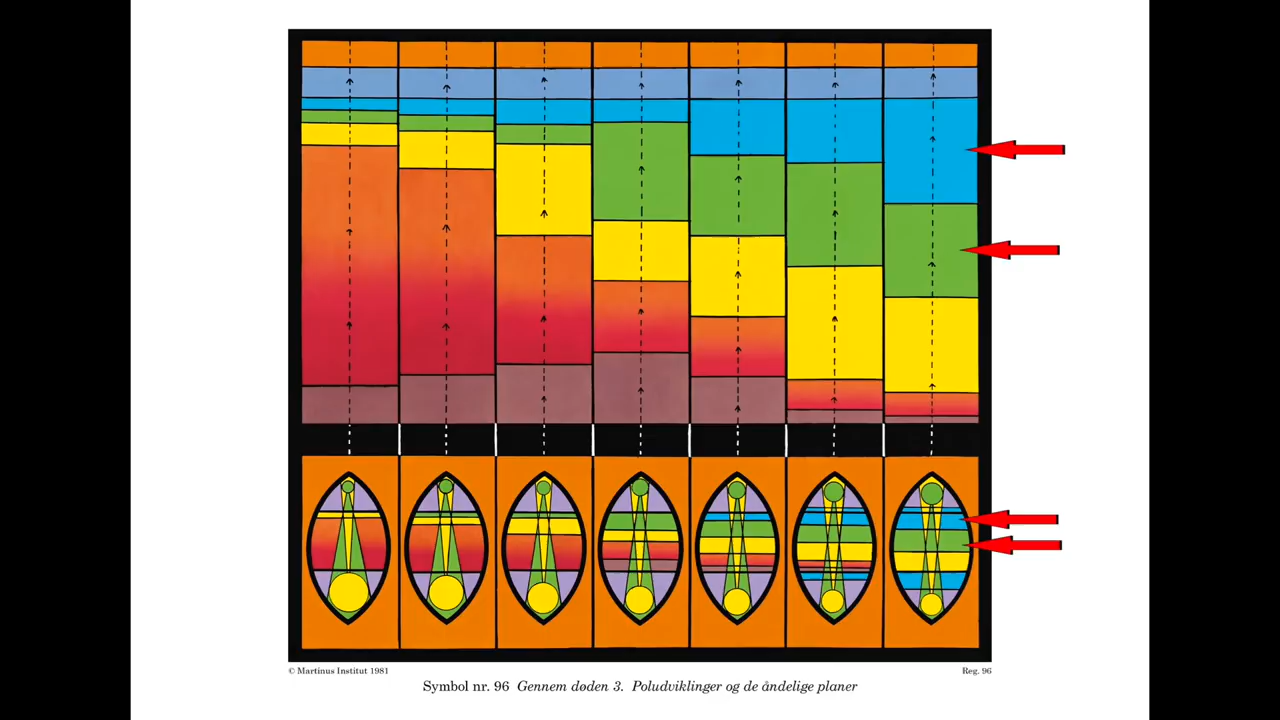 © Martinus Institut 1981
Reg. 96
Symbol nr. 96 Gennem døden 3. Poludviklinger og de åndelige planer